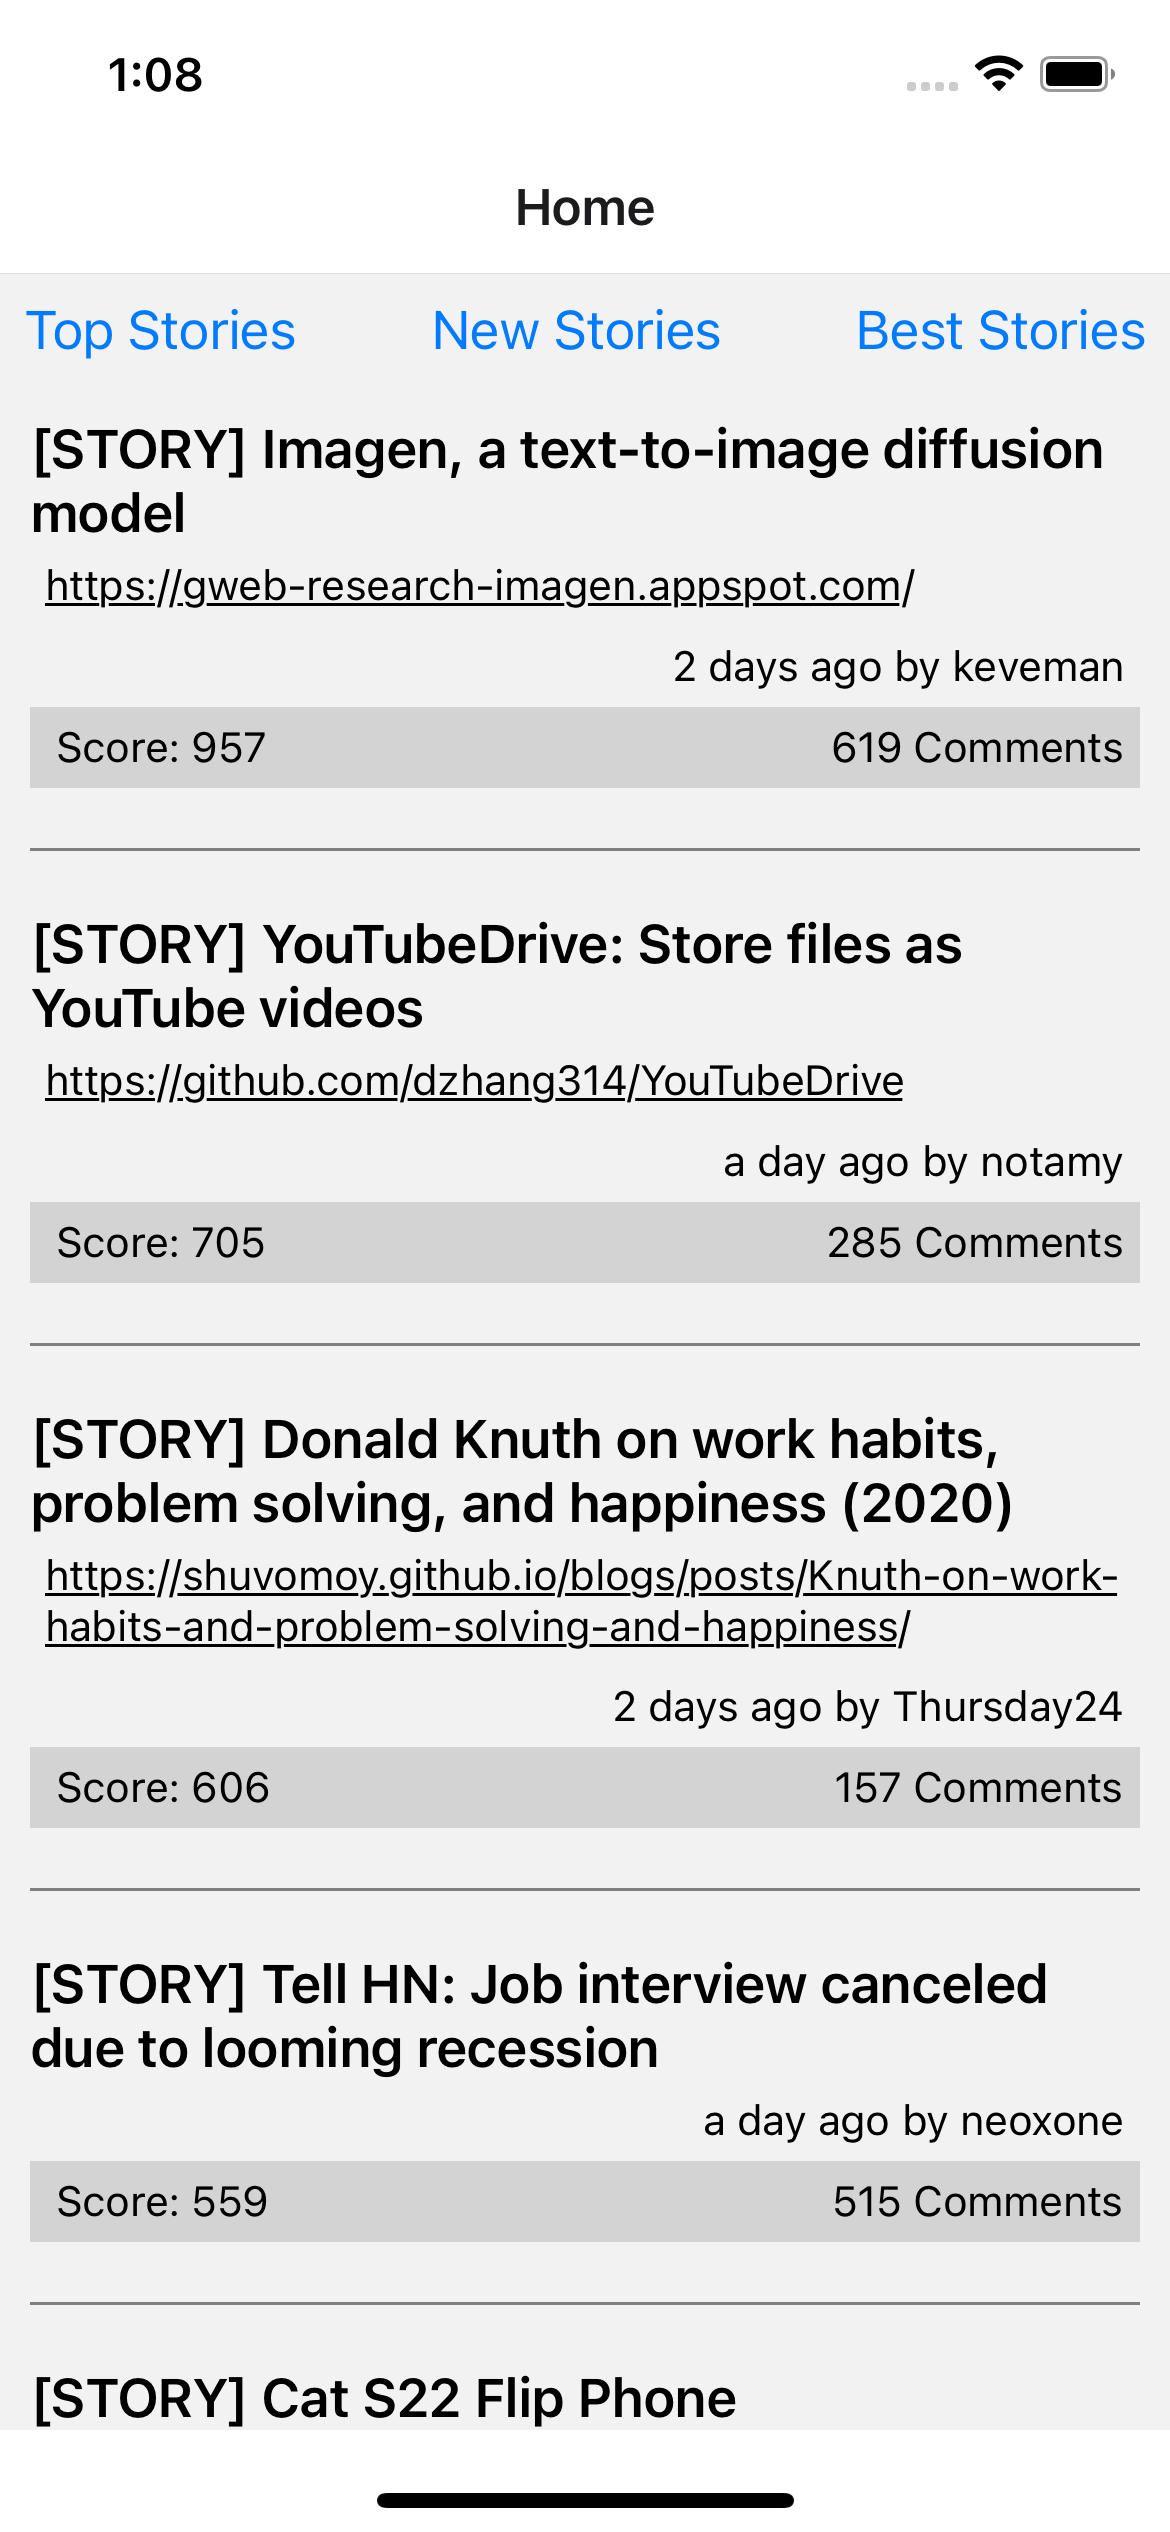 1:08
Home
Top Stories New Stories Best Stories
[STORY] Imagen, a text-to-image diffusion
model
https://gweb-research-imagen.appspot.com/
2 days ago by keveman
Score: 957 619 Comments
[STORY] YouTubeDrive: Store files as
YouTube videos
https://github.com/dzhang314/YouTubeDrive
a day ago by notamy
Score: 705 285 Comments
[STORY] Donald Knuth on work habits,
problem solving, and happiness (2020)
https://shuvomoy.github.io/blogs/posts/Knuth-on-work-
habits-and-problem-solving-and-happiness/
2 days ago by Thursday24
Score: 606 157 Comments
[STORY] Tell HN: Job interview canceled
due to looming recession
a day ago by neoxone
Score: 559 515 Comments
[STORY] Cat S22 Flip Phone